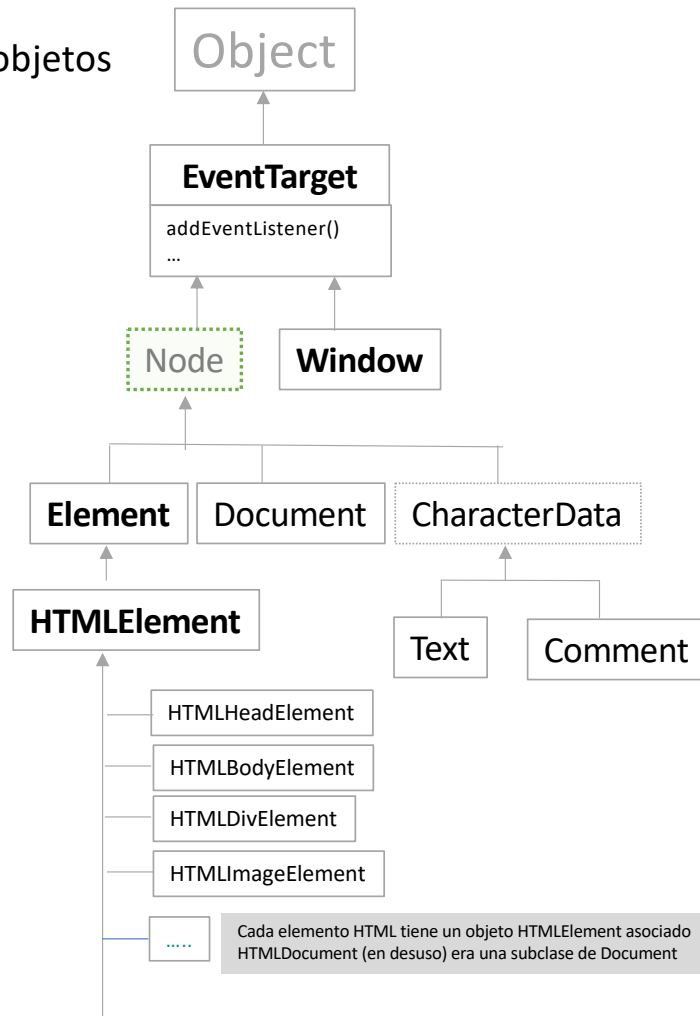 objetos
Object
EventTarget
addEventListener()
...
Node
Window
Element
Document
CharacterData
HTMLElement
Text
Comment
HTMLHeadElement
HTMLBodyElement
HTMLDivElement
HTMLImageElement
.....
Cada elemento HTML tiene un objeto HTMLElement asociado
HTMLDocument (en desuso) era una subclase de Document